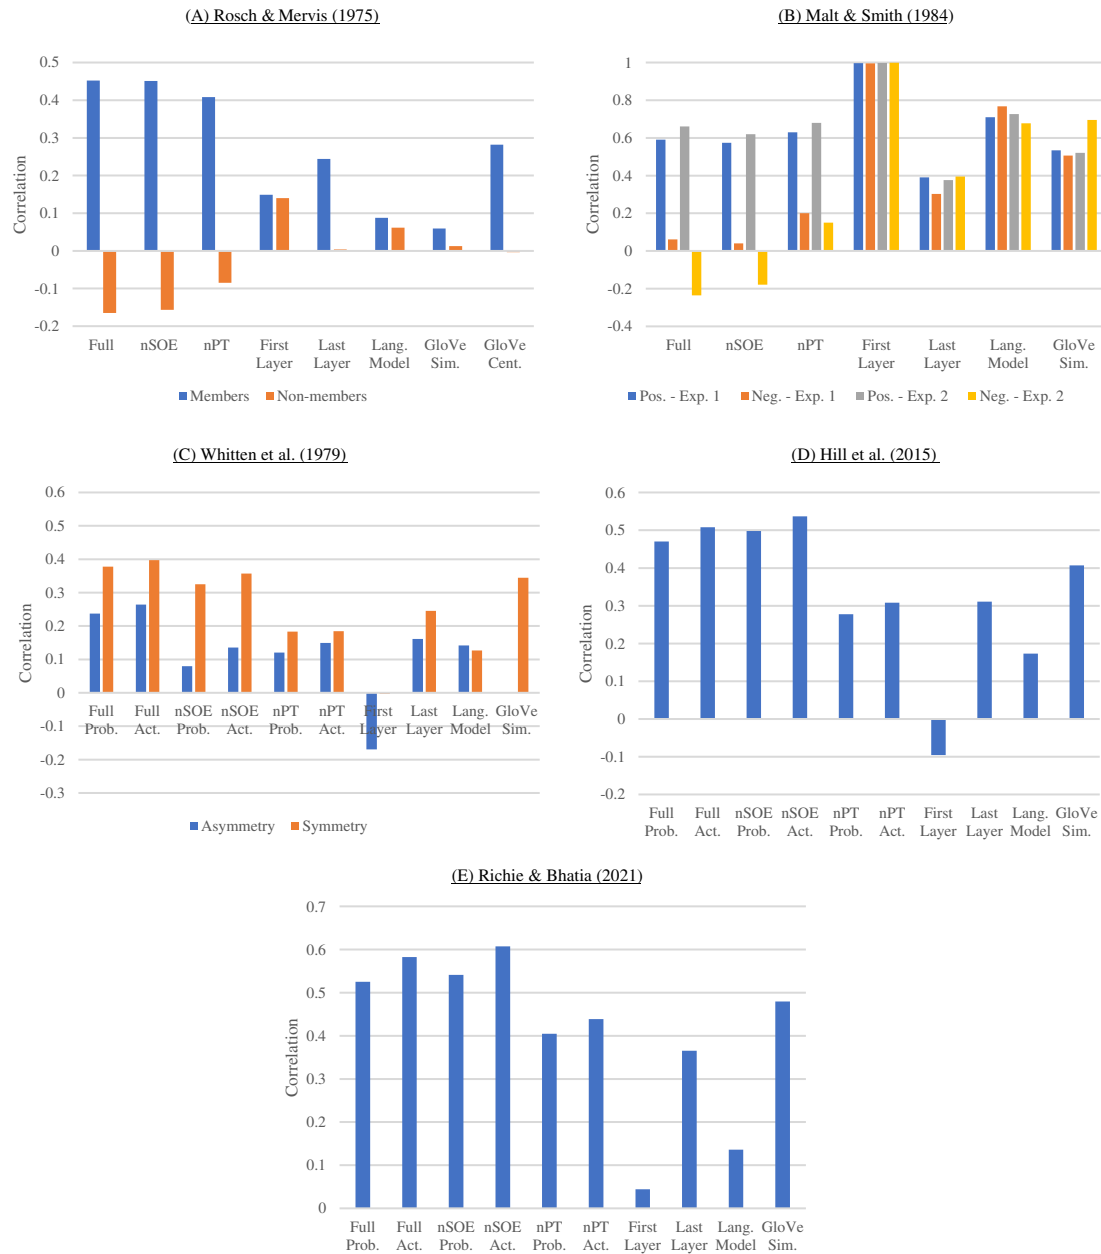 (A) Rosch & Mervis (1975)
0.5
0.4
0.3
0.2
0.1
0
-0.1
-0.2
Correlation
Full nSOE nPT First Last Lang. GloVe GloVe
Layer Layer Model Sim. Cent.
Members Non-members
(B) Malt & Smith (1984)
1
0.8
0.6
0.4
0.2
0
-0.2
-0.4
Correlation
Full nSOE nPT First Last Lang. GloVe
Layer Layer Model Sim.
Pos. - Exp. 1 Neg. - Exp. 1 Pos. - Exp. 2 Neg. - Exp. 2
(C) Whitten et al. (1979)
0.6
0.5
0.4
0.3
0.2
0.1
0
-0.1
-0.2
-0.3
Correlation
Full Full nSOE nSOE nPT nPT First Last Lang. GloVe
Prob. Act. Prob. Act. Prob. Act. Layer Layer Model Sim.
Asymmetry Symmetry
(D) Hill et al. (2015)
0.6
0.5
0.4
0.3
0.2
0.1
0
-0.1
-0.2
Correlation
Full Full nSOE nSOE nPT nPT First Last Lang. GloVe
Prob. Act. Prob. Act. Prob. Act. Layer Layer Model Sim.
(E) Richie & Bhatia (2021)
0.7
0.6
0.5
0.4
0.3
0.2
0.1
0
Correlation
Full Full nSOE nSOE nPT nPT First Last Lang. GloVe
Prob. Act. Prob. Act. Prob. Act. Layer Layer Model Sim.